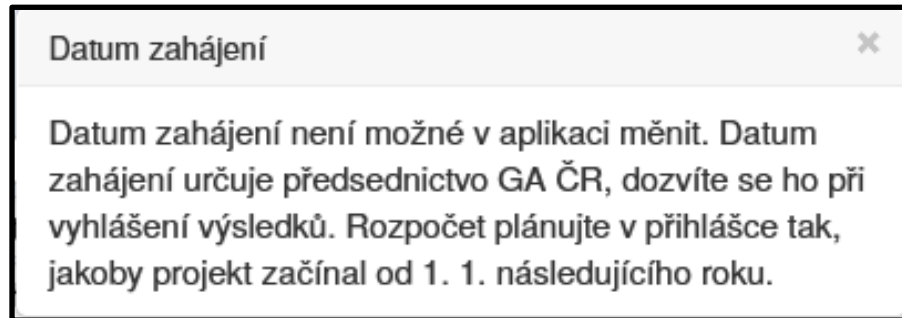 Datum zahájení
Datum zahájení není možné v aplikaci měnit. Datum
zahájení určuje předsednictvo GA ČR, dozvíte se ho při
vyhlášení výsledků. Rozpočet plánujte v přihlášce tak,
jakoby projekt začínal od 1. 1. následujícího roku.